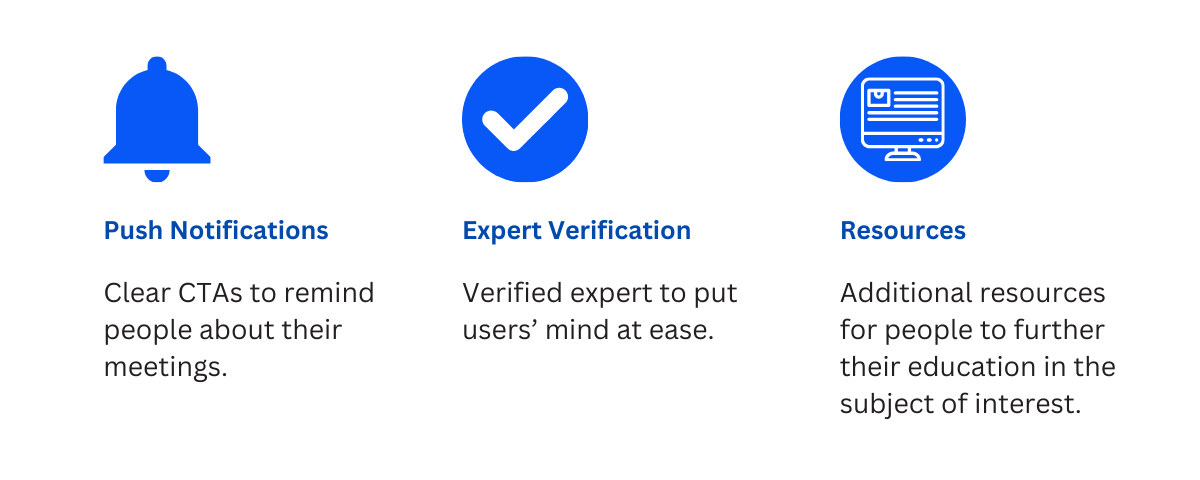 Push Notifications
Clear CTAs to remind
people about their
meetings.
Expert Verification
Verified expert to put
users’ mind at ease.
Resources
Additional resources
for people to further
their education in the
subject of interest.